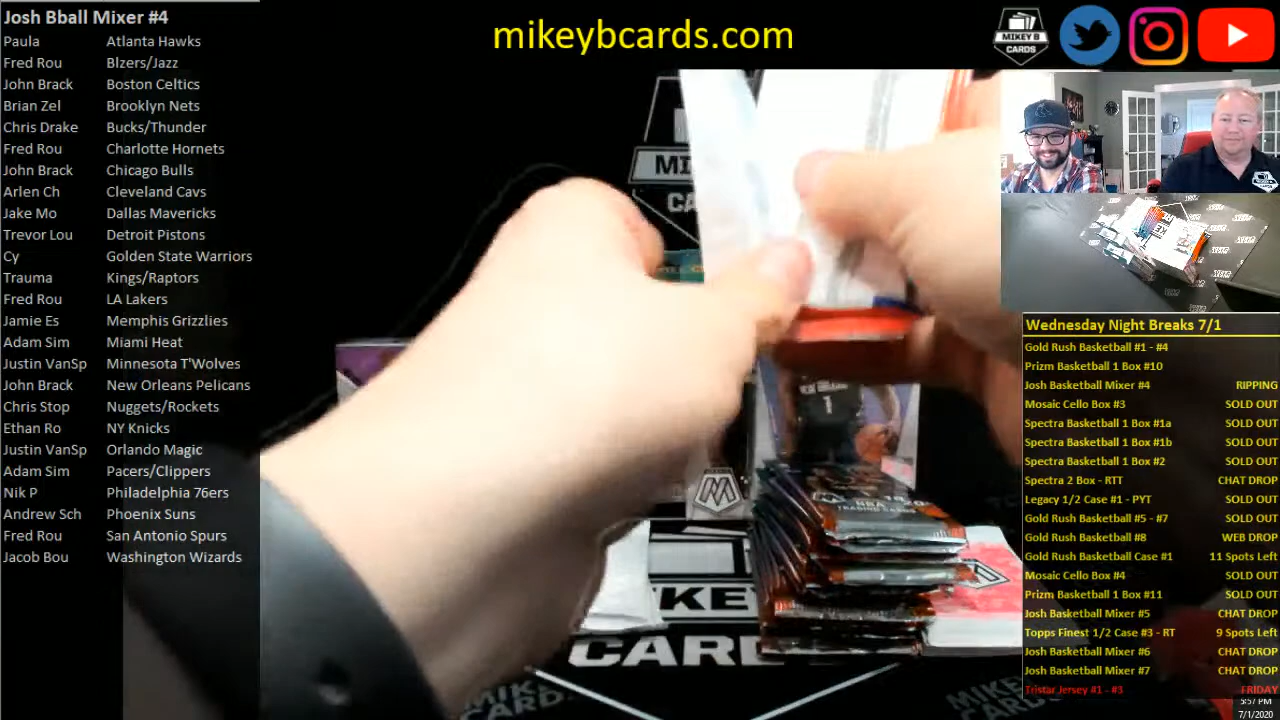 Josh Bball Mixer #4
Paula Atlanta Hawks
Fred Rou Blzers/Jazz
John Brack Boston Celtics
Brian Zel Brooklyn Nets
Chris Drake Bucks/Thunder
Fred Rou Charlotte Hornets
John Brack Chicago Bulls
Arlen Ch Cleveland Cavs
Jake Mo Dallas Mavericks
Trevor Lou Detroit Pistons
Cy Golden State Warriors
Trauma Kings/Raptors
Fred Rou LA Lakers
Jamie Es Memphis Grizzlies
Adam Sim Miami Heat
Justin VanSp Minnesota T'Wolves
John Brack New Orleans Pelicans
Chris Stop Nuggets/Rockets
Ethan Ro NY Knicks
Justin VanSp Orlando Magic
Adam Sim Pacers/Clippers
Nik P Philadelphia 76ers
Andrew Sch Phoenix Suns
Fred Rou San Antonio Spurs
Jacob Bou Washington Wizards
mikeybcards.com
MIKEY B
CARDS
Wednesday Night Breaks 7/1
Gold Rush Basketball #1 - #4
Prizm Basketball 1 Box #10
Josh Basketball Mixer #4 RIPPING
Mosaic Cello Box #3 SOLD OUT
Spectra Basketball 1 Box #1a SOLD OUT
Spectra Basketball 1 Box #1b SOLD OUT
Spectra Basketball 1 Box #2 SOLD OUT
Spectra 2 Box - RTT CHAT DROP
Legacy 1/2 Case #1 - PYT SOLD OUT
Gold Rush Basketball #5 - #7 SOLD OUT
Gold Rush Basketball #8 WEB DROP
Gold Rush Basketball Case #1 11 Spots Left
Mosaic Cello Box #4 SOLD OUT
Prizm Basketball 1 Box #11 SOLD OUT
Josh Basketball Mixer #5 CHAT DROP
Topps Finest 1/2 Case #3 - RT 9 Spots Left
Josh Basketball Mixer #6 CHAT DROP
Josh Basketball Mixer #7 CHAT DROP
Tristar Jersey #1 - #3 FRIDAY
5:57 PM
7/1/2020